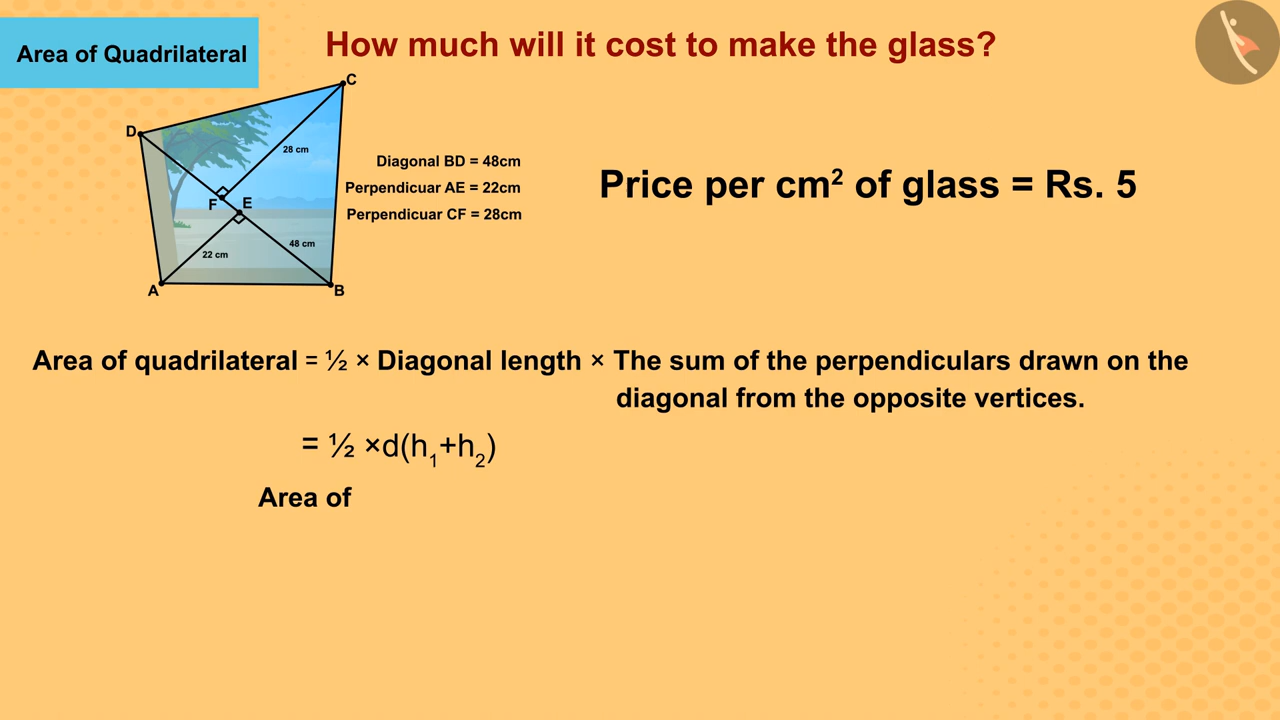 Area of Quadrilateral
How much will it cost to make the glass?
C
D
28 cm
F
E
48 cm
22 cm
A
B
Diagonal BD = 48cm
Perpendicuar AE = 22cm
Perpendicuar CF = 28cm
Price per cm² of glass = Rs. 5
Area of quadrilateral = ½ × Diagonal length × The sum of the perpendiculars drawn on the
diagonal from the opposite vertices.
= ½ ×d(h₁+h₂)
Area of